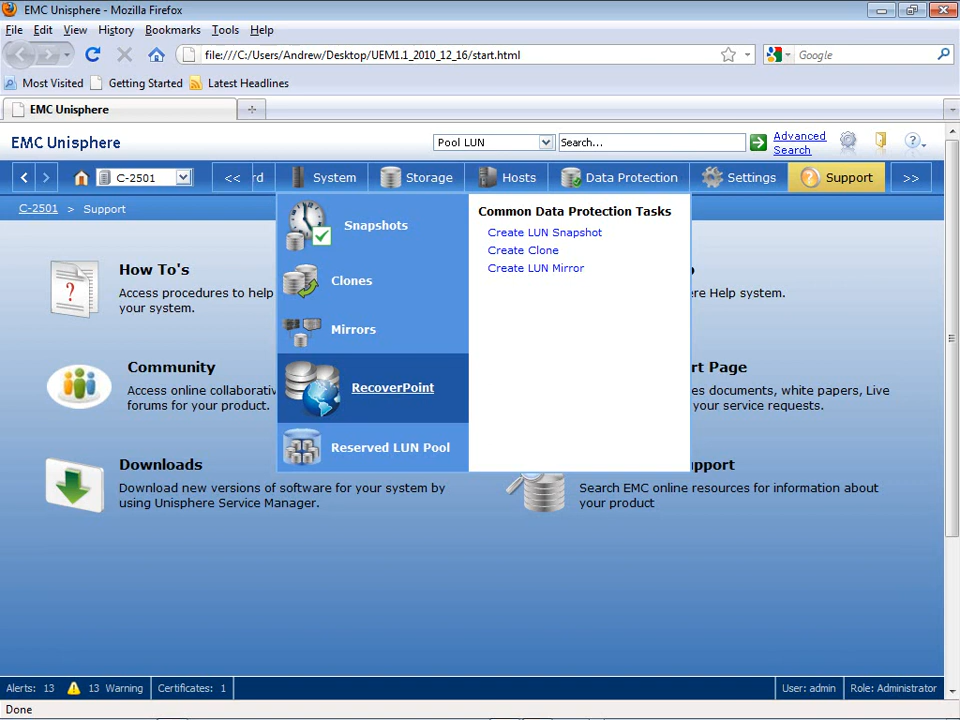 EMC Unisphere - Mozilla Firefox
File Edit View History Bookmarks Tools Help
file:///C:/Users/Andrew/Desktop/UEM1.1_2010_12_16/start.html
Google
Most Visited Getting Started Latest Headlines
EMC Unisphere
EMC Unisphere
Pool LUN
Search...
Advanced
Search
C-2501
<< rd System Storage Hosts Data Protection Settings Support >>
C-2501 > Support
Snapshots
Clones
Mirrors
RecoverPoint
Reserved LUN Pool
Common Data Protection Tasks
Create LUN Snapshot
Create Clone
Create LUN Mirror
How To's
Access procedures to help
your system.
ere Help system.
Community
Access online collaborativ
forums for your product.
rt Page
es documents, white papers, Live
your service requests.
Downloads
Download new versions of software for your system by
using Unisphere Service Manager.
upport
Search EMC online resources for information about
your product
Alerts: 13 13 Warning Certificates: 1 User: admin Role: Administrator
Done